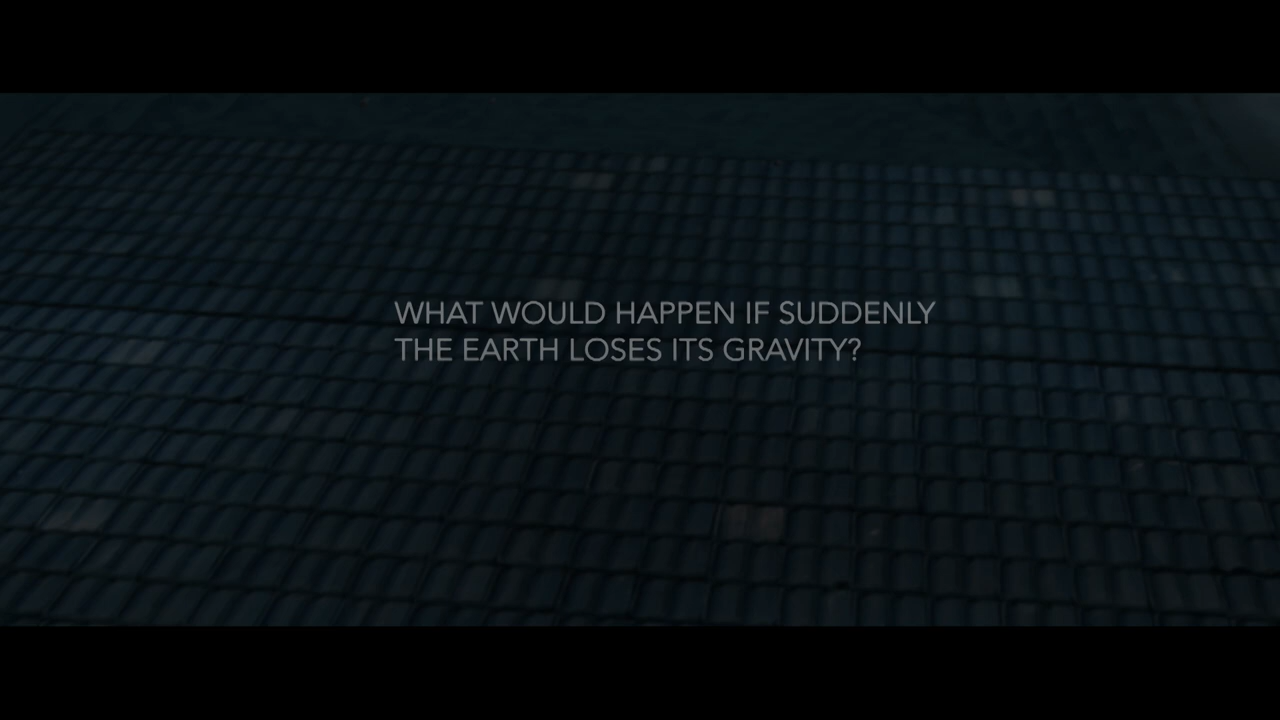 WHAT WOULD HAPPEN IF SUDDENLY
THE EARTH LOSES ITS GRAVITY?